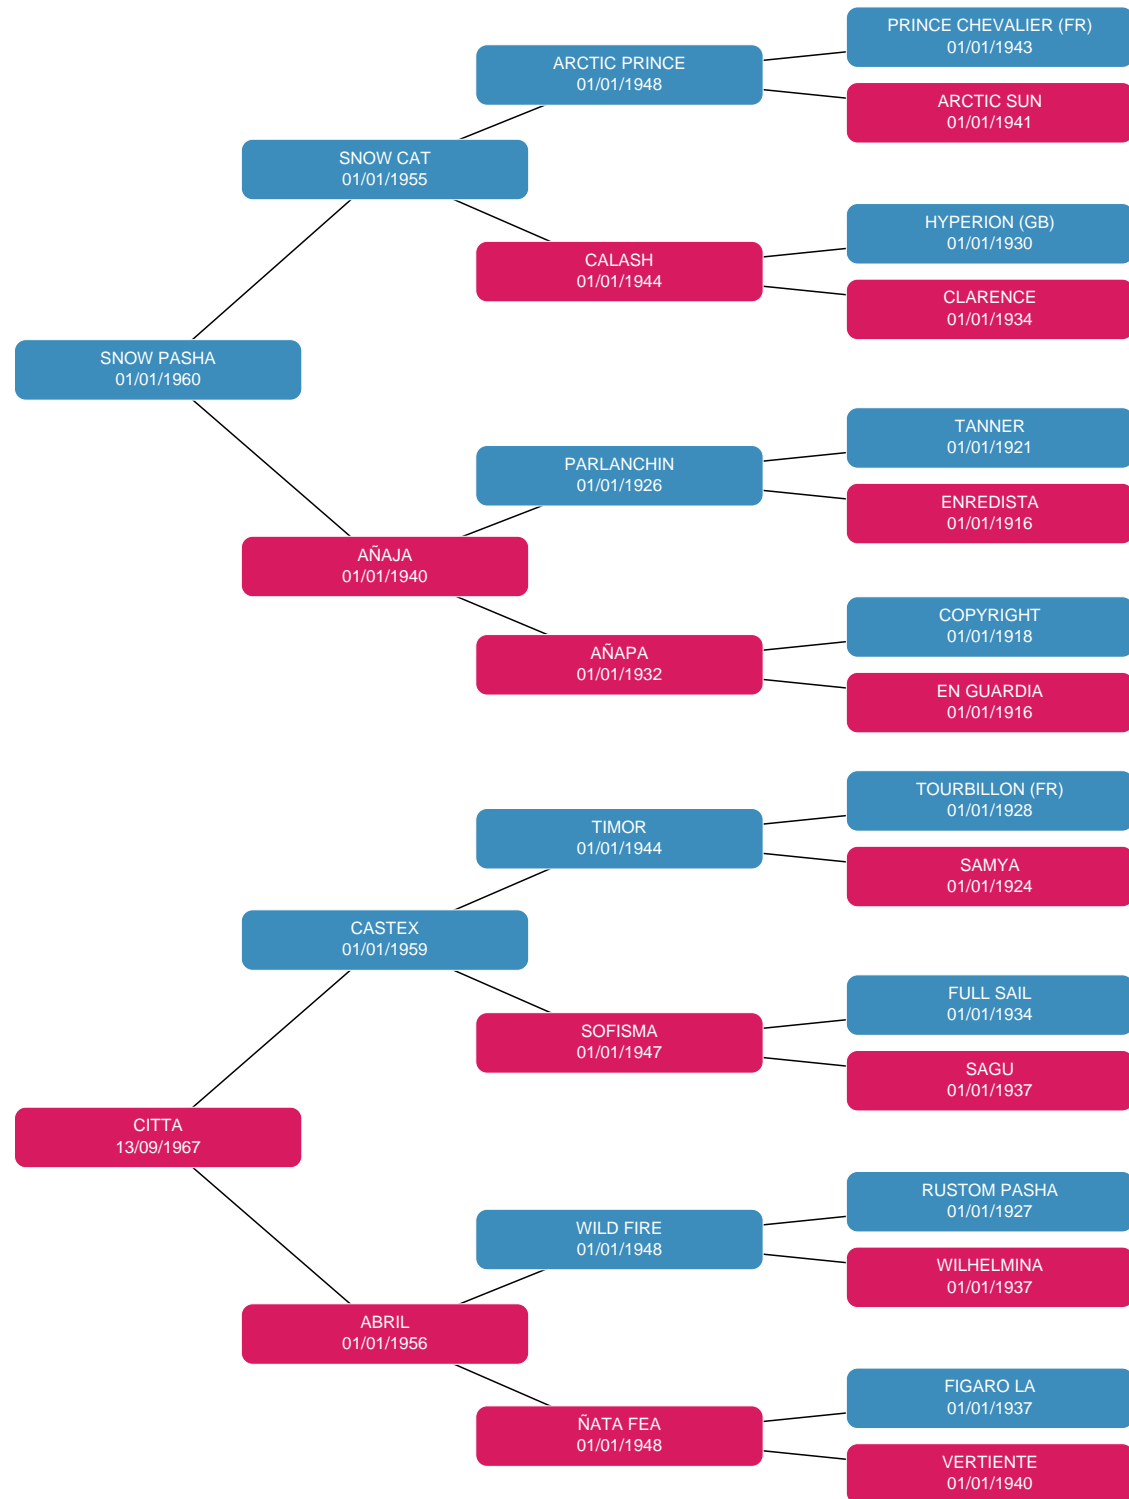 PRINCE CHEVALIER (FR)
01/01/1943
ARCTIC PRINCE
01/01/1948
ARCTIC SUN
01/01/1941
SNOW CAT
01/01/1955
HYPERION (GB)
01/01/1930
CALASH
01/01/1944
CLARENCE
01/01/1934
SNOW PASHA
01/01/1960
TANNER
01/01/1921
PARLANCHIN
01/01/1926
ENREDISTA
01/01/1916
AÑAJA
01/01/1940
COPYRIGHT
01/01/1918
AÑAPA
01/01/1932
EN GUARDIA
01/01/1916
TOURBILLON (FR)
01/01/1928
TIMOR
01/01/1944
SAMYA
01/01/1924
CASTEX
01/01/1959
FULL SAIL
01/01/1934
SOFISMA
01/01/1947
SAGU
01/01/1937
CITTA
13/09/1967
RUSTOM PASHA
01/01/1927
WILD FIRE
01/01/1948
WILHELMINA
01/01/1937
ABRIL
01/01/1956
FIGARO LA
01/01/1937
ÑATA FEA
01/01/1948
VERTIENTE
01/01/1940